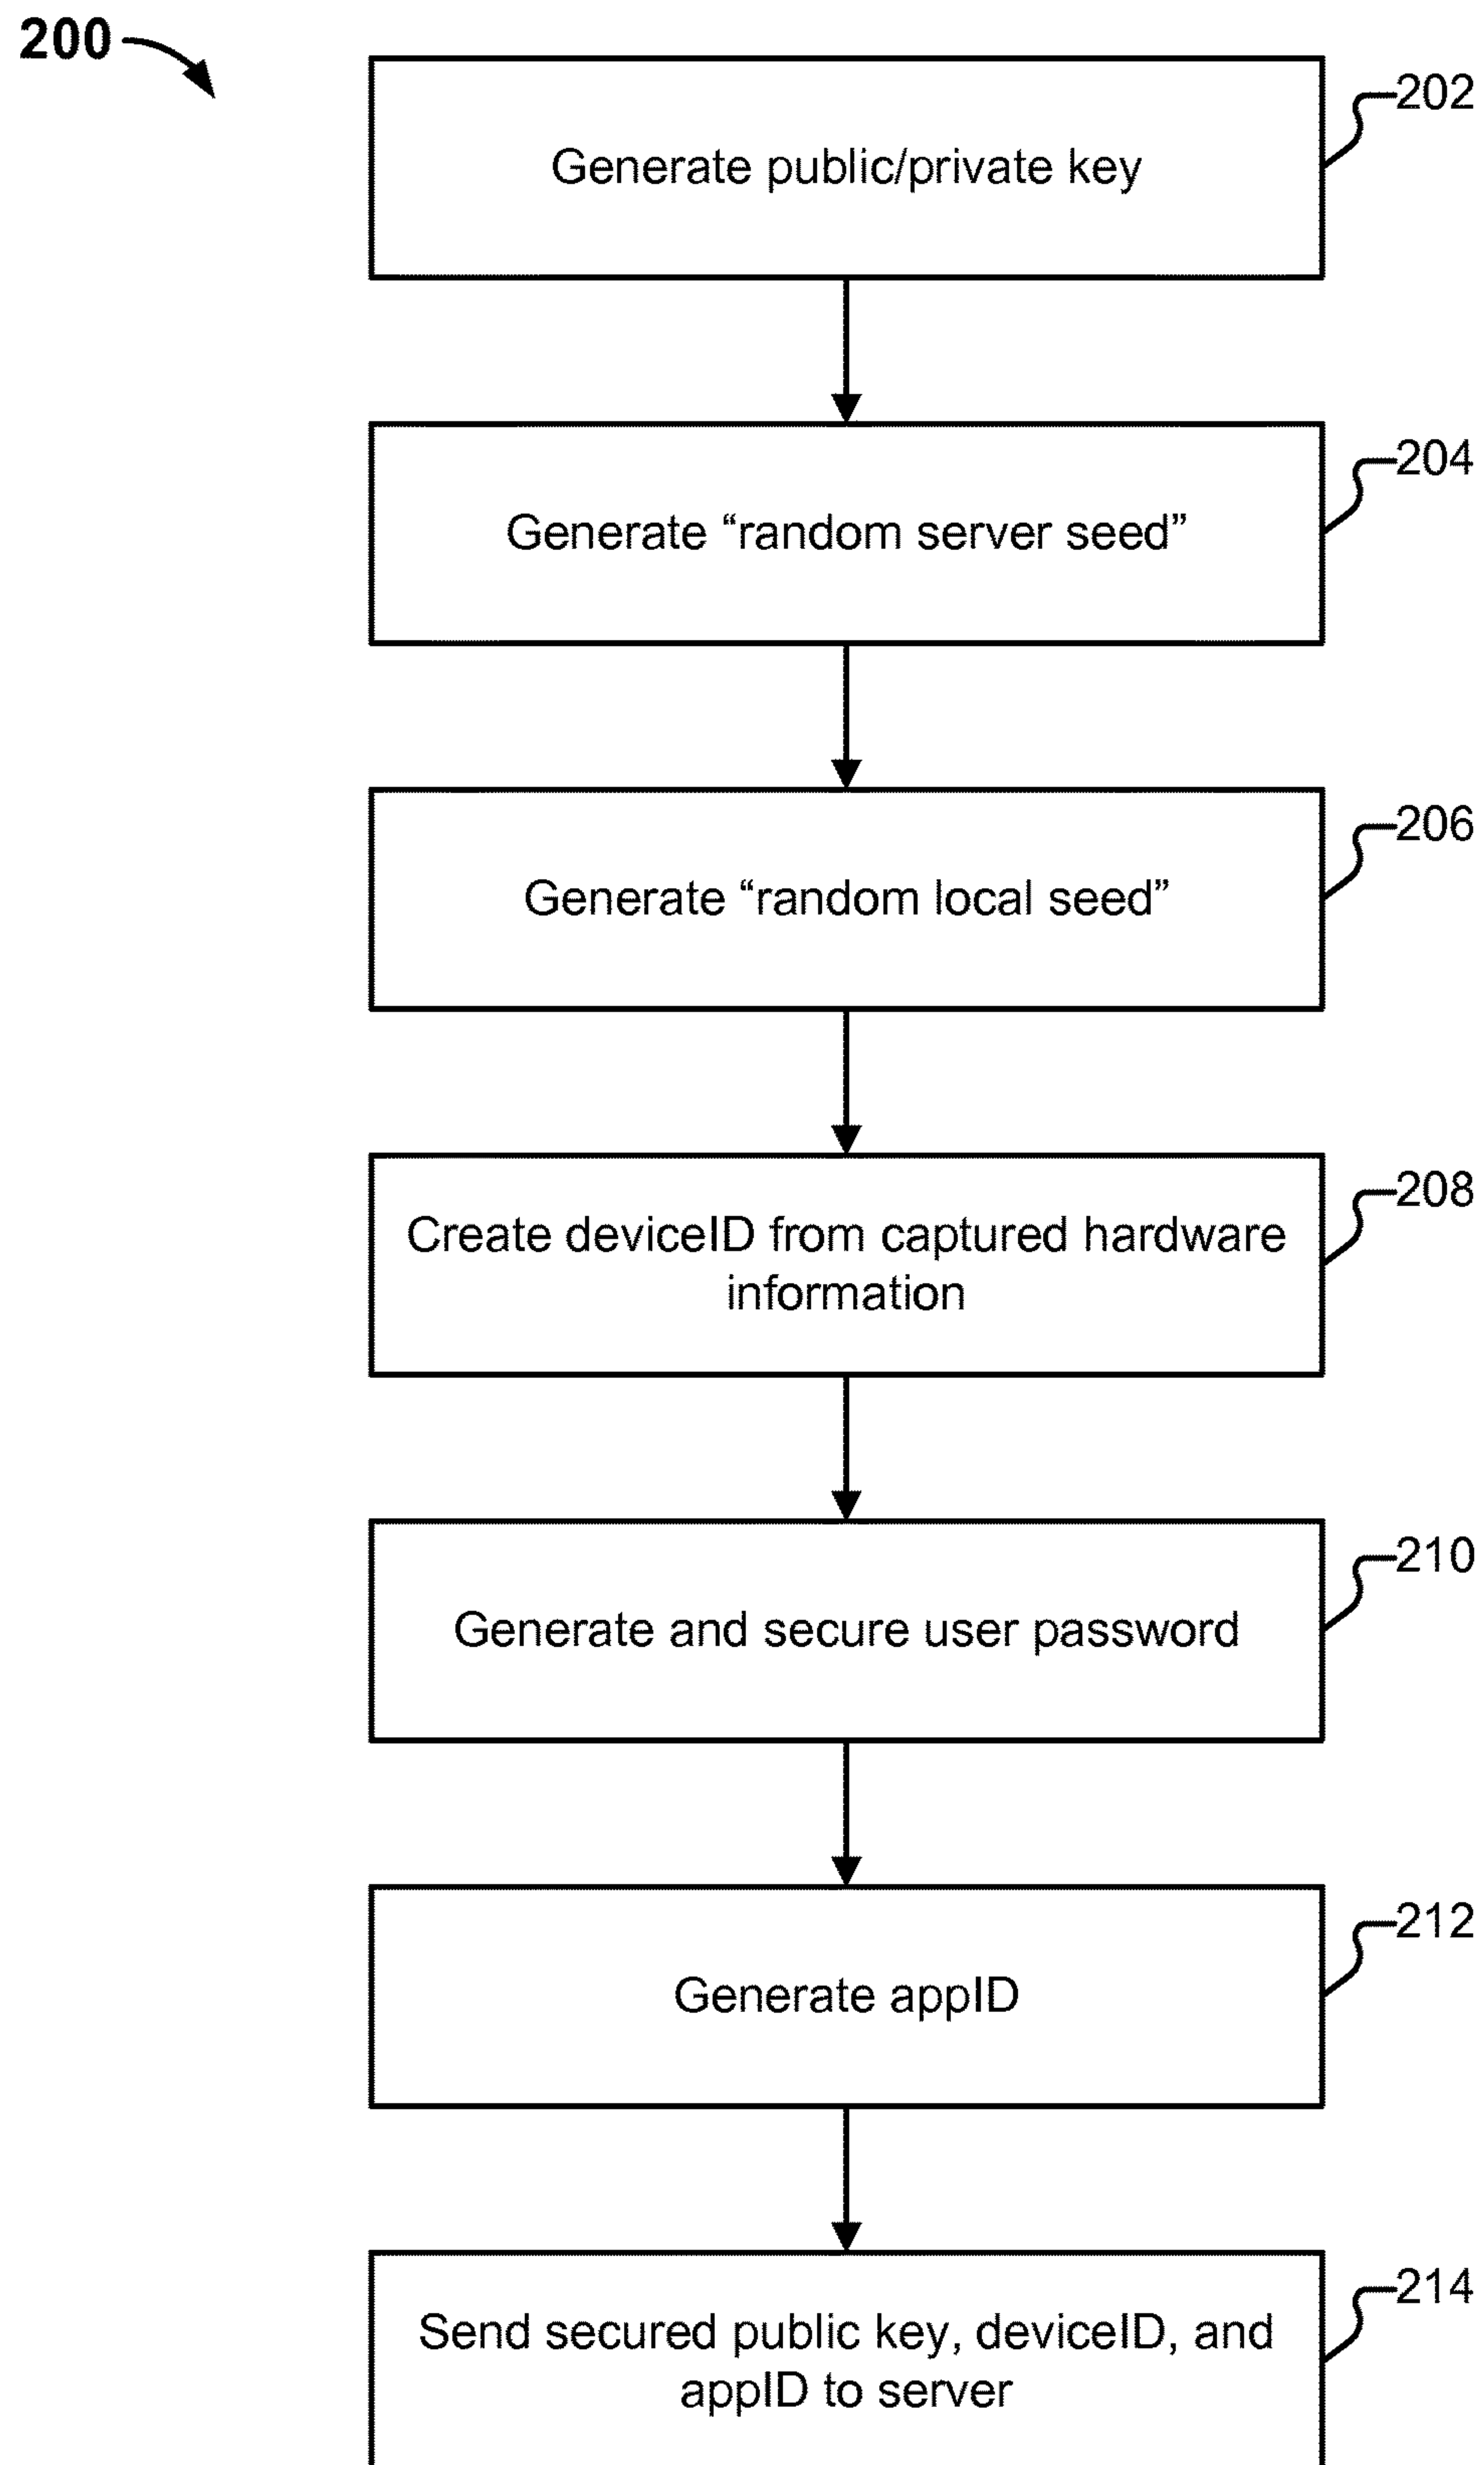 200
Generate public/private key
202
Generate “random server seed”
204
Generate “random local seed”
206
Create deviceID from captured hardware
information
208
Generate and secure user password
210
Generate appID
212
Send secured public key, deviceID, and
appID to server
214